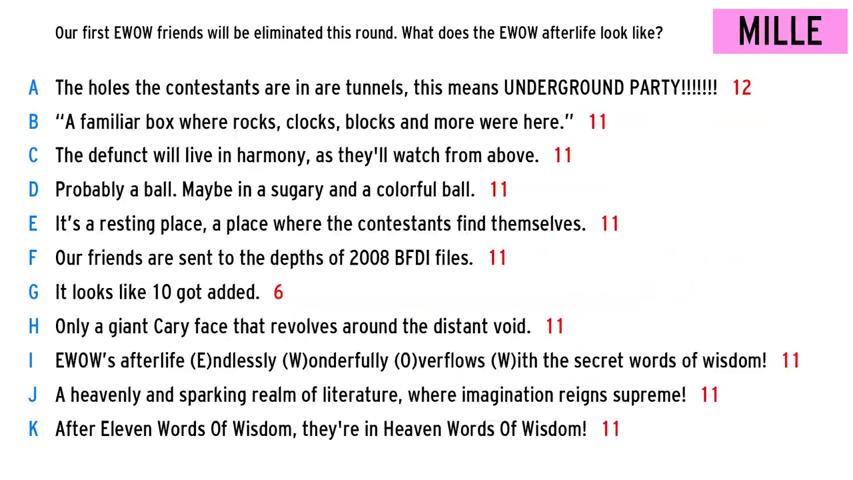 Our first EWOW friends will be eliminated this round. What does the EWOW afterlife look like?
MILLE
A The holes the contestants are in are tunnels, this means UNDERGROUND PARTY!!!!!!! 12
B “A familiar box where rocks, clocks, blocks and more were here.” 11
C The defunct will live in harmony, as they'll watch from above. 11
D Probably a ball. Maybe in a sugary and a colorful ball. 11
E It’s a resting place, a place where the contestants find themselves. 11
F Our friends are sent to the depths of 2008 BFDI files. 11
G It looks like 10 got added. 6
H Only a giant Cary face that revolves around the distant void. 11
I EWOW’s afterlife (E)ndlessly (W)onderfully (O)verflows (W)ith the secret words of wisdom! 11
J A heavenly and sparking realm of literature, where imagination reigns supreme! 11
K After Eleven Words Of Wisdom, they're in Heaven Words Of Wisdom! 11